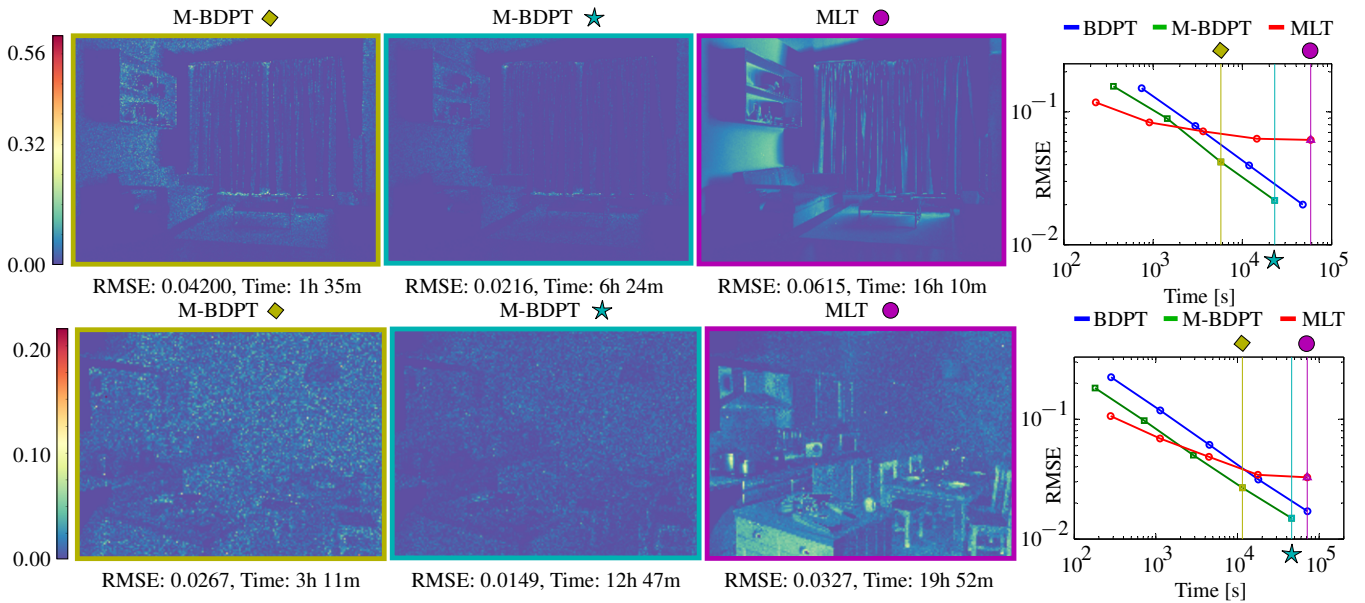 M-BDPT M-BDPT MLT
BDPT M-BDPT MLT
0.56
0.32
0.00
10^−1
10^−2
RMSE
10^2 10^3 10^4 10^5
Time [s]
RMSE: 0.04200, Time: 1h 35m RMSE: 0.0216, Time: 6h 24m RMSE: 0.0615, Time: 16h 10m
M-BDPT M-BDPT MLT
BDPT M-BDPT MLT
0.20
0.10
0.00
10^−1
10^−2
RMSE
10^2 10^3 10^4 10^5
Time [s]
RMSE: 0.0267, Time: 3h 11m RMSE: 0.0149, Time: 12h 47m RMSE: 0.0327, Time: 19h 52m